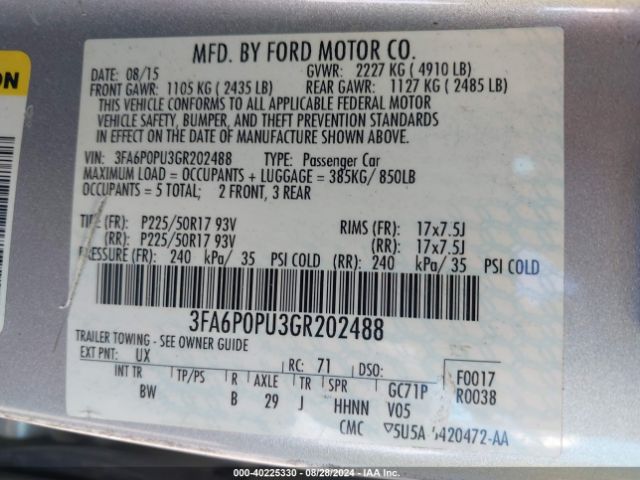 ON
MFD. BY FORD MOTOR CO.
DATE: 08/15 GVWR: 2227 KG ( 4910 LB)
FRONT GAWR: 1105 KG ( 2435 LB) REAR GAWR: 1127 KG ( 2485 LB)
THIS VEHICLE CONFORMS TO ALL APPLICABLE FEDERAL MOTOR
VEHICLE SAFETY, BUMPER, AND THEFT PREVENTION STANDARDS
IN EFFECT ON THE DATE OF MANUFACTURE SHOWN ABOVE.
VIN: 3FA6P0PU3GR202488 TYPE: Passenger Car
MAXIMUM LOAD = OCCUPANTS + LUGGAGE = 385KG/ 850LB
OCCUPANTS = 5 TOTAL; 2 FRONT, 3 REAR
TIRE (FR): P225/50R17 93V RIMS (FR): 17x7.5J
(RR): P225/50R17 93V (RR): 17x7.5J
PRESSURE (FR): 240 kPa/ 35 PSI COLD (RR): 240 kPa/ 35 PSI COLD
3FA6P0PU3GR202488
TRAILER TOWING - SEE OWNER GUIDE
EXT PNT: UX RC: 71 DSO: F0017
INT TR TP/PS R AXLE TR SPR GC71P R0038
BW B 29 J HHNN V05
CMC 5U5A 420472-AA
000-40225330 - 08/28/2024 - IAA Inc.